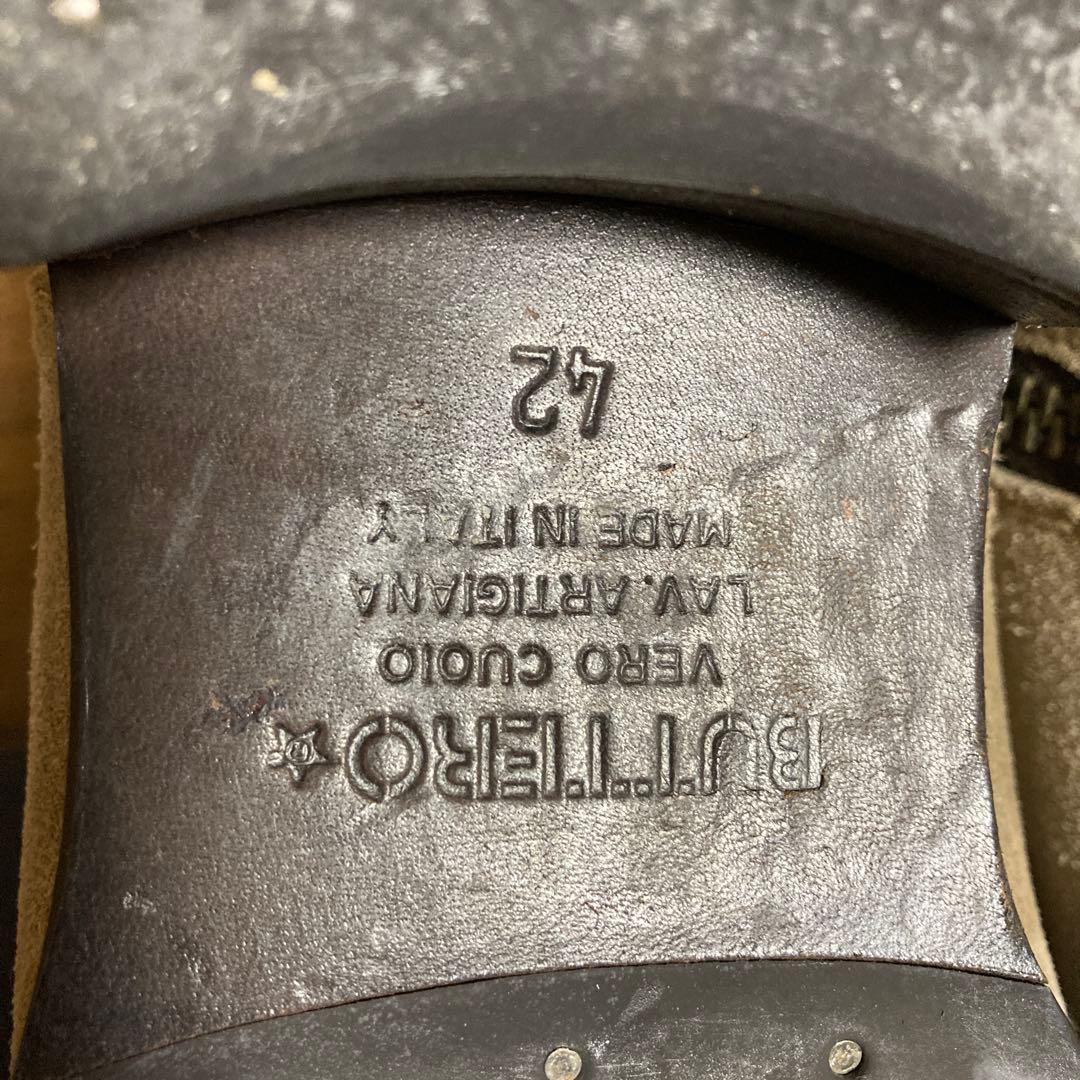 BUTTERO
VERO CUOIO
LAV. ARTIGIANA
MADE IN ITALY
42